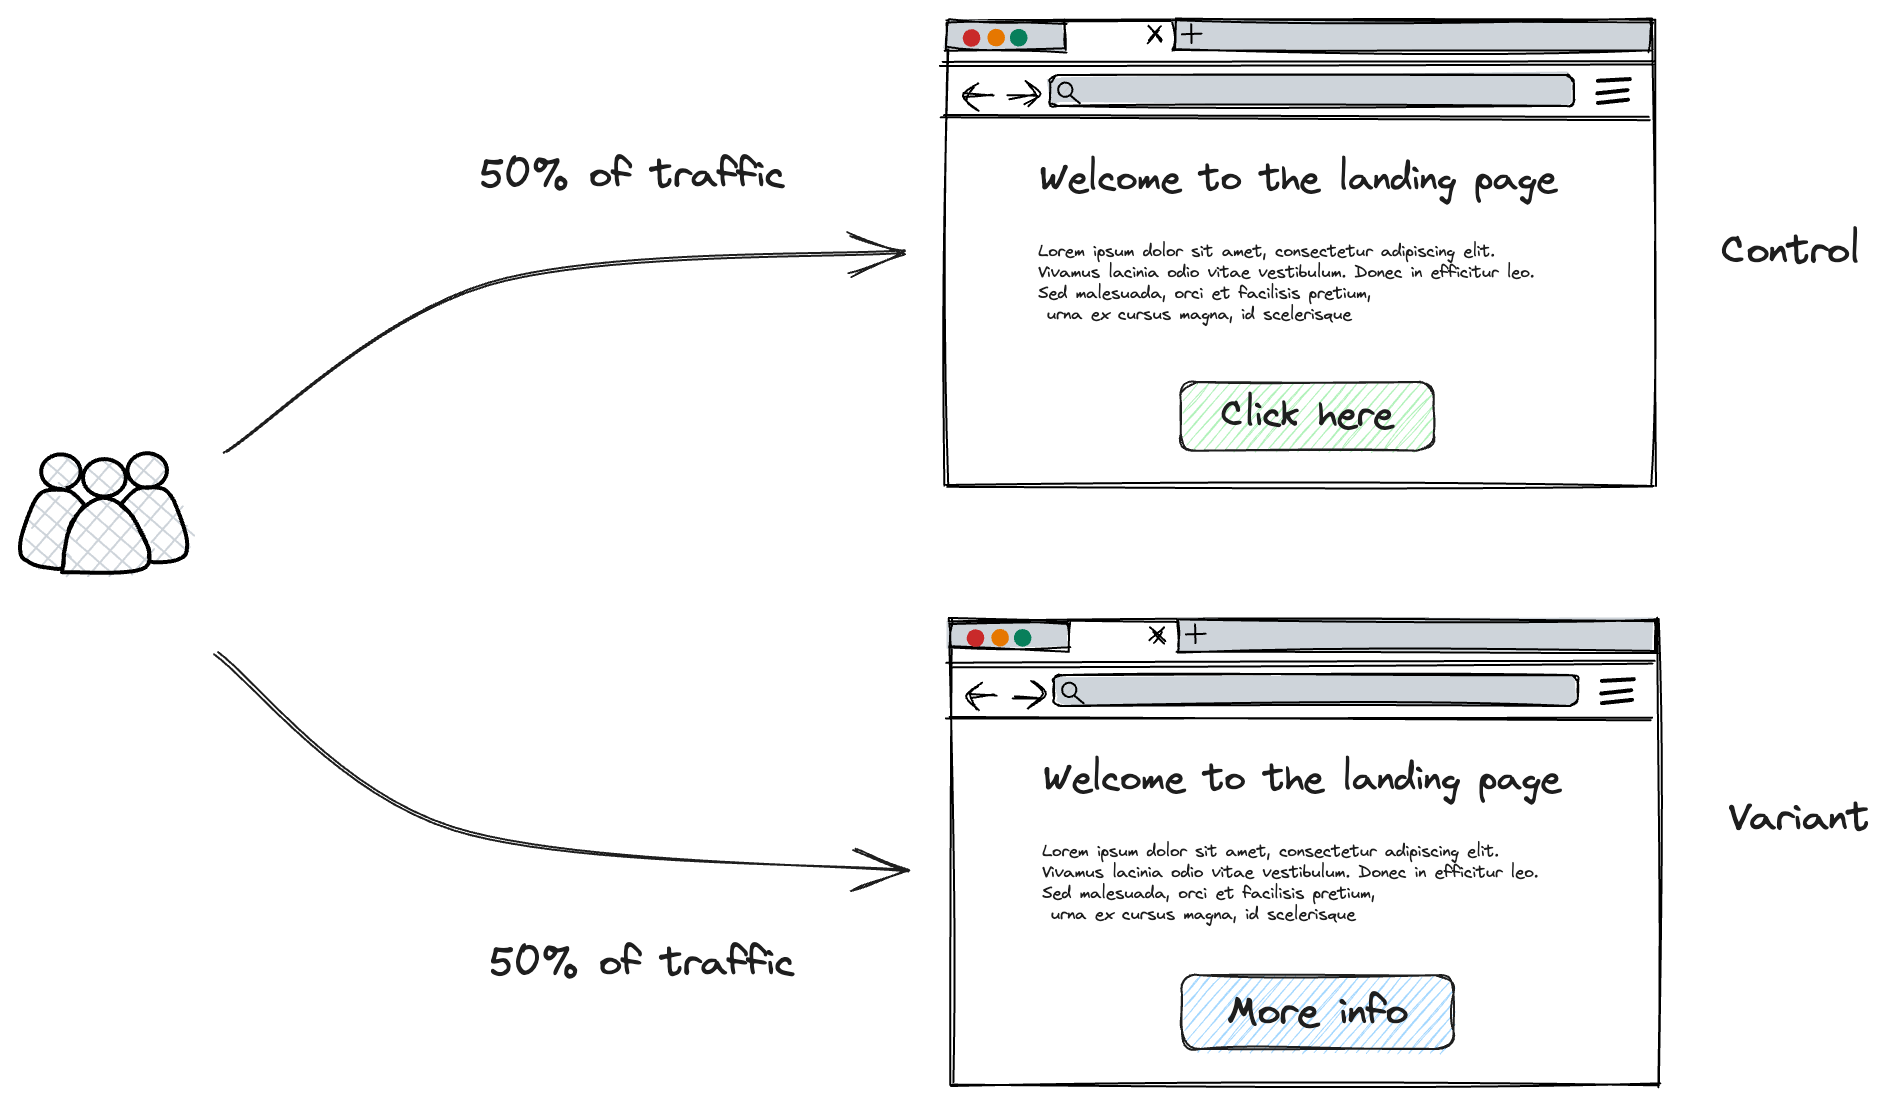 50% of traffic
Welcome to the landing page
Lorem ipsum dolor sit amet, consectetur adipiscing elit.
Vivamus lacinia odio vitae vestibulum. Donec in efficitur leo.
Sed malesuada, orci et facilisis pretium,
urna ex cursus magna, id scelerisque
Click here
Control
50% of traffic
Welcome to the landing page
Lorem ipsum dolor sit amet, consectetur adipiscing elit.
Vivamus lacinia odio vitae vestibulum. Donec in efficitur leo.
Sed malesuada, orci et facilisis pretium,
urna ex cursus magna, id scelerisque
More info
Variant